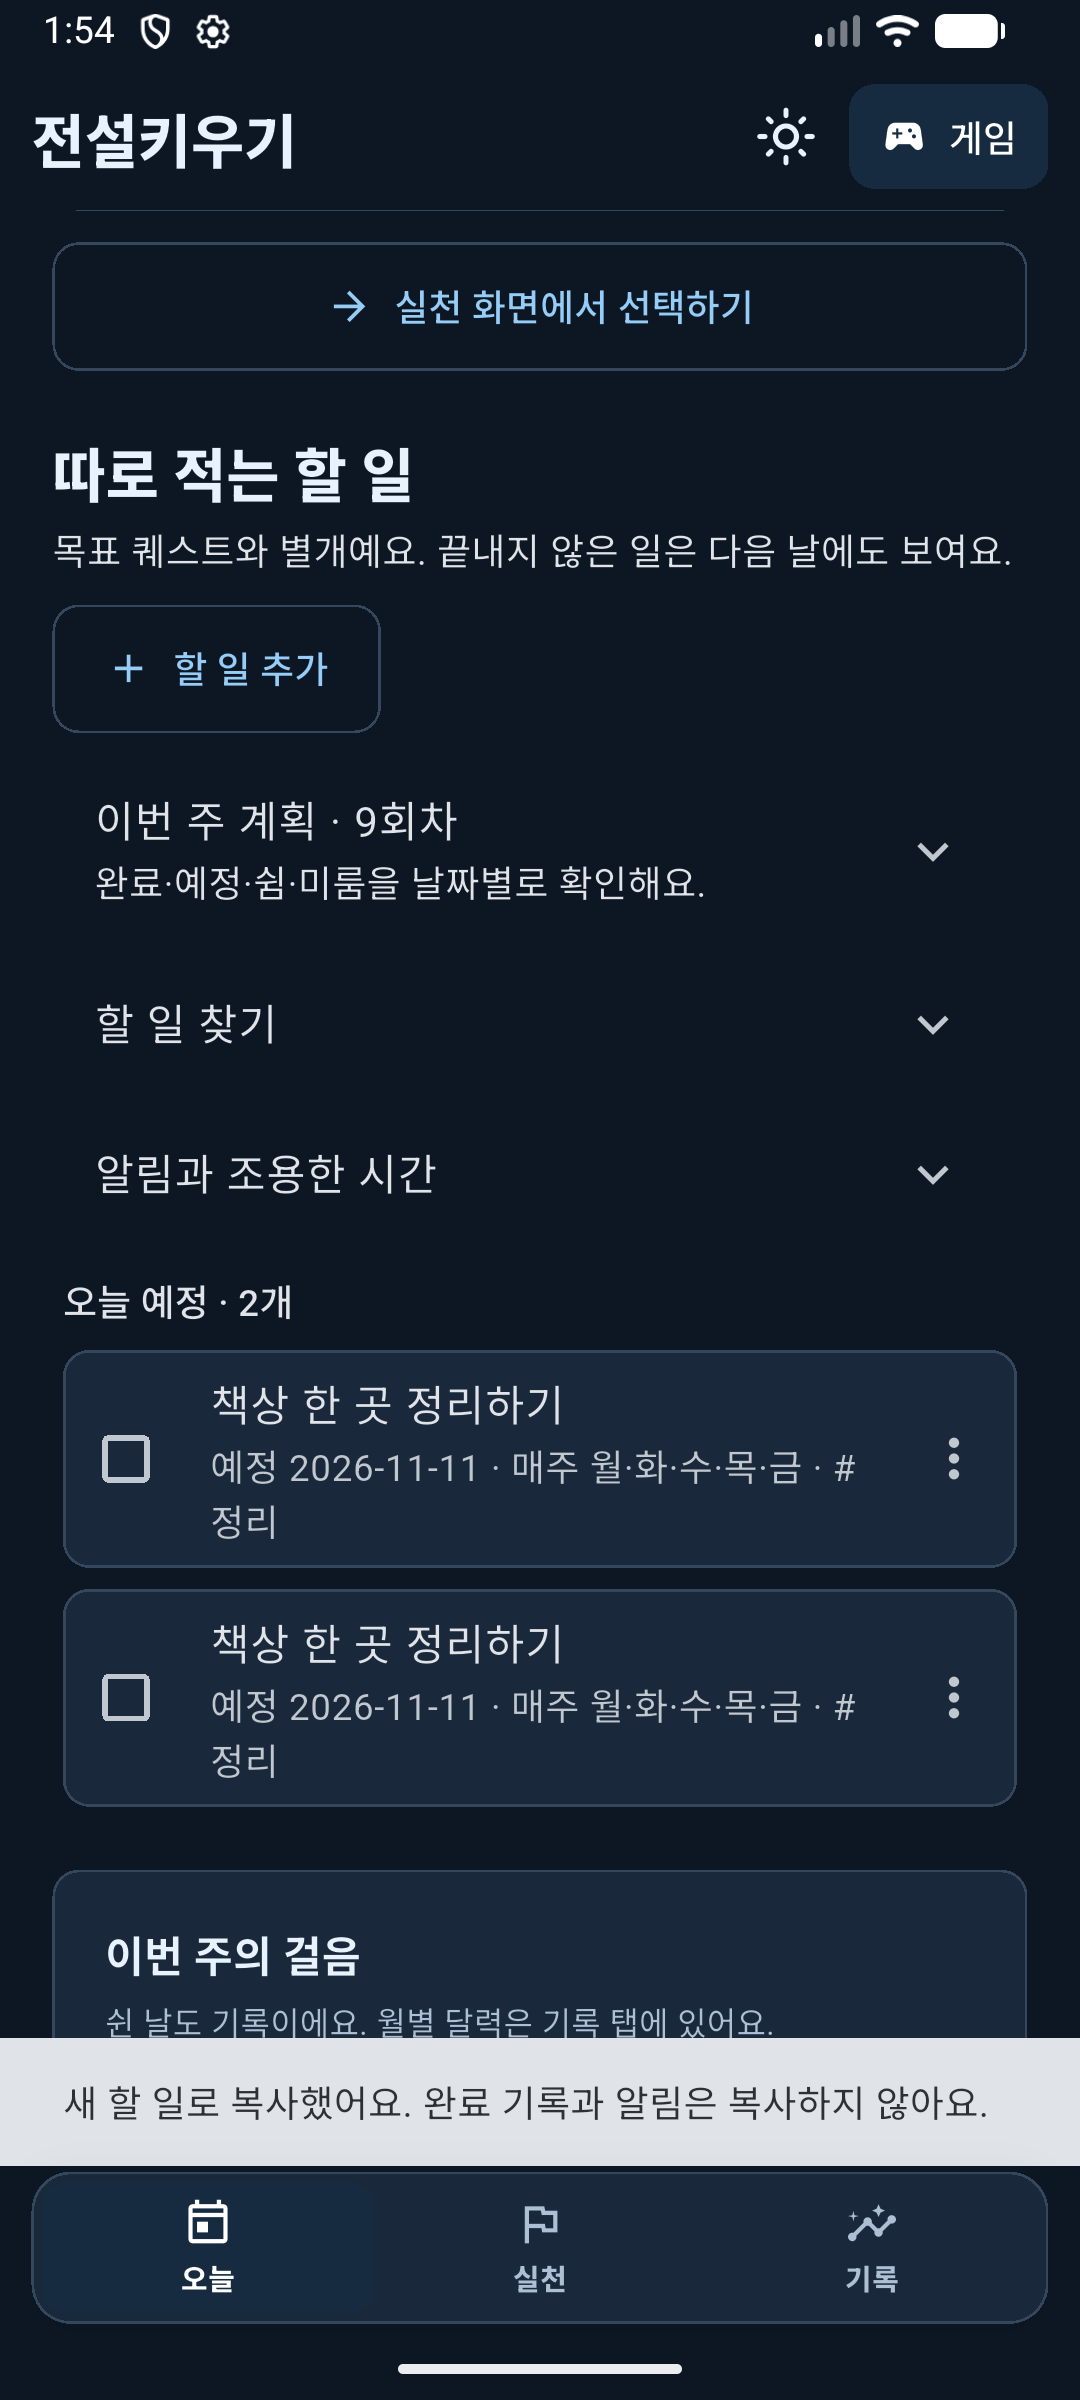 1:54
전설키우기
게임
실천 화면에서 선택하기
따로 적는 할 일
목표 퀘스트와 별개예요. 끝내지 않은 일은 다음 날에도 보여요.
할 일 추가
이번 주 계획 · 9회차
완료·예정·쉼·미룸을 날짜별로 확인해요.
할 일 찾기
알림과 조용한 시간
오늘 예정 · 2개
책상 한 곳 정리하기
예정 2026-11-11 · 매주 월·화·수·목·금 · #
정리
책상 한 곳 정리하기
예정 2026-11-11 · 매주 월·화·수·목·금 · #
정리
이번 주의 걸음
쉰 날도 기록이에요. 월별 달력은 기록 탭에 있어요.
새 할 일로 복사했어요. 완료 기록과 알림은 복사하지 않아요.
오늘
실천
기록